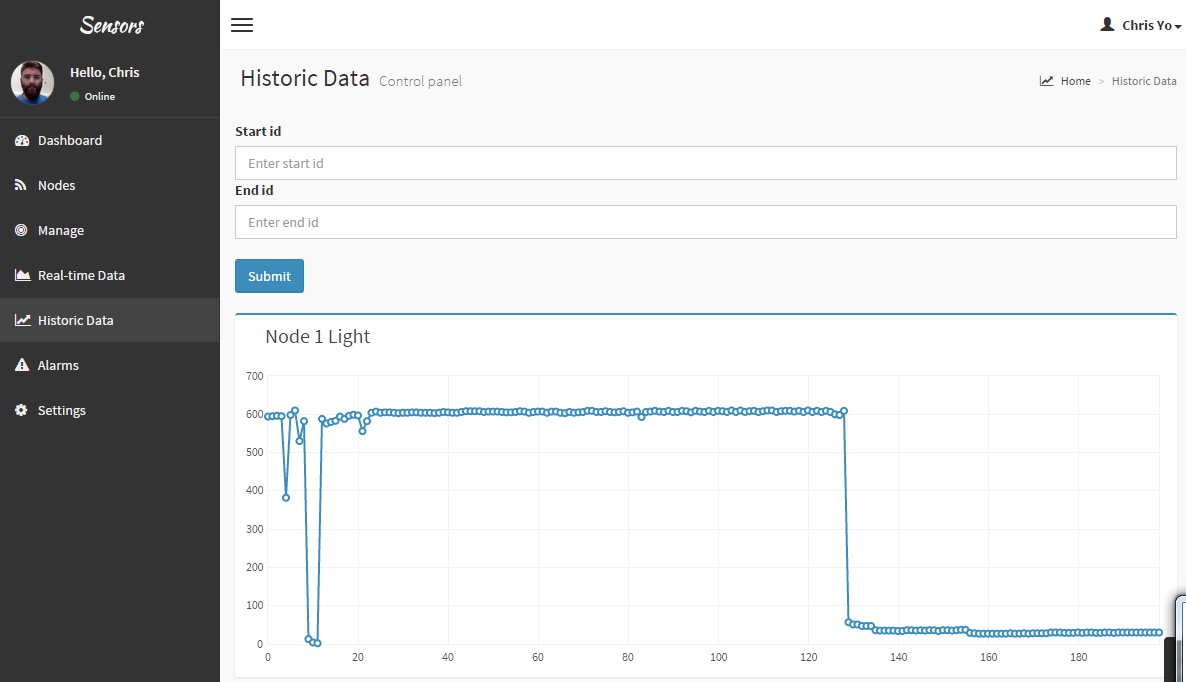 Sensors
Chris Yo
Hello, Chris
Online
Dashboard
Nodes
Manage
Real-time Data
Historic Data
Alarms
Settings
Historic Data Control panel
Home > Historic Data
Start id
Enter start id
End id
Enter end id
Submit
Node 1 Light
700
600
500
400
300
200
100
0
0 20 40 60 80 100 120 140 160 180